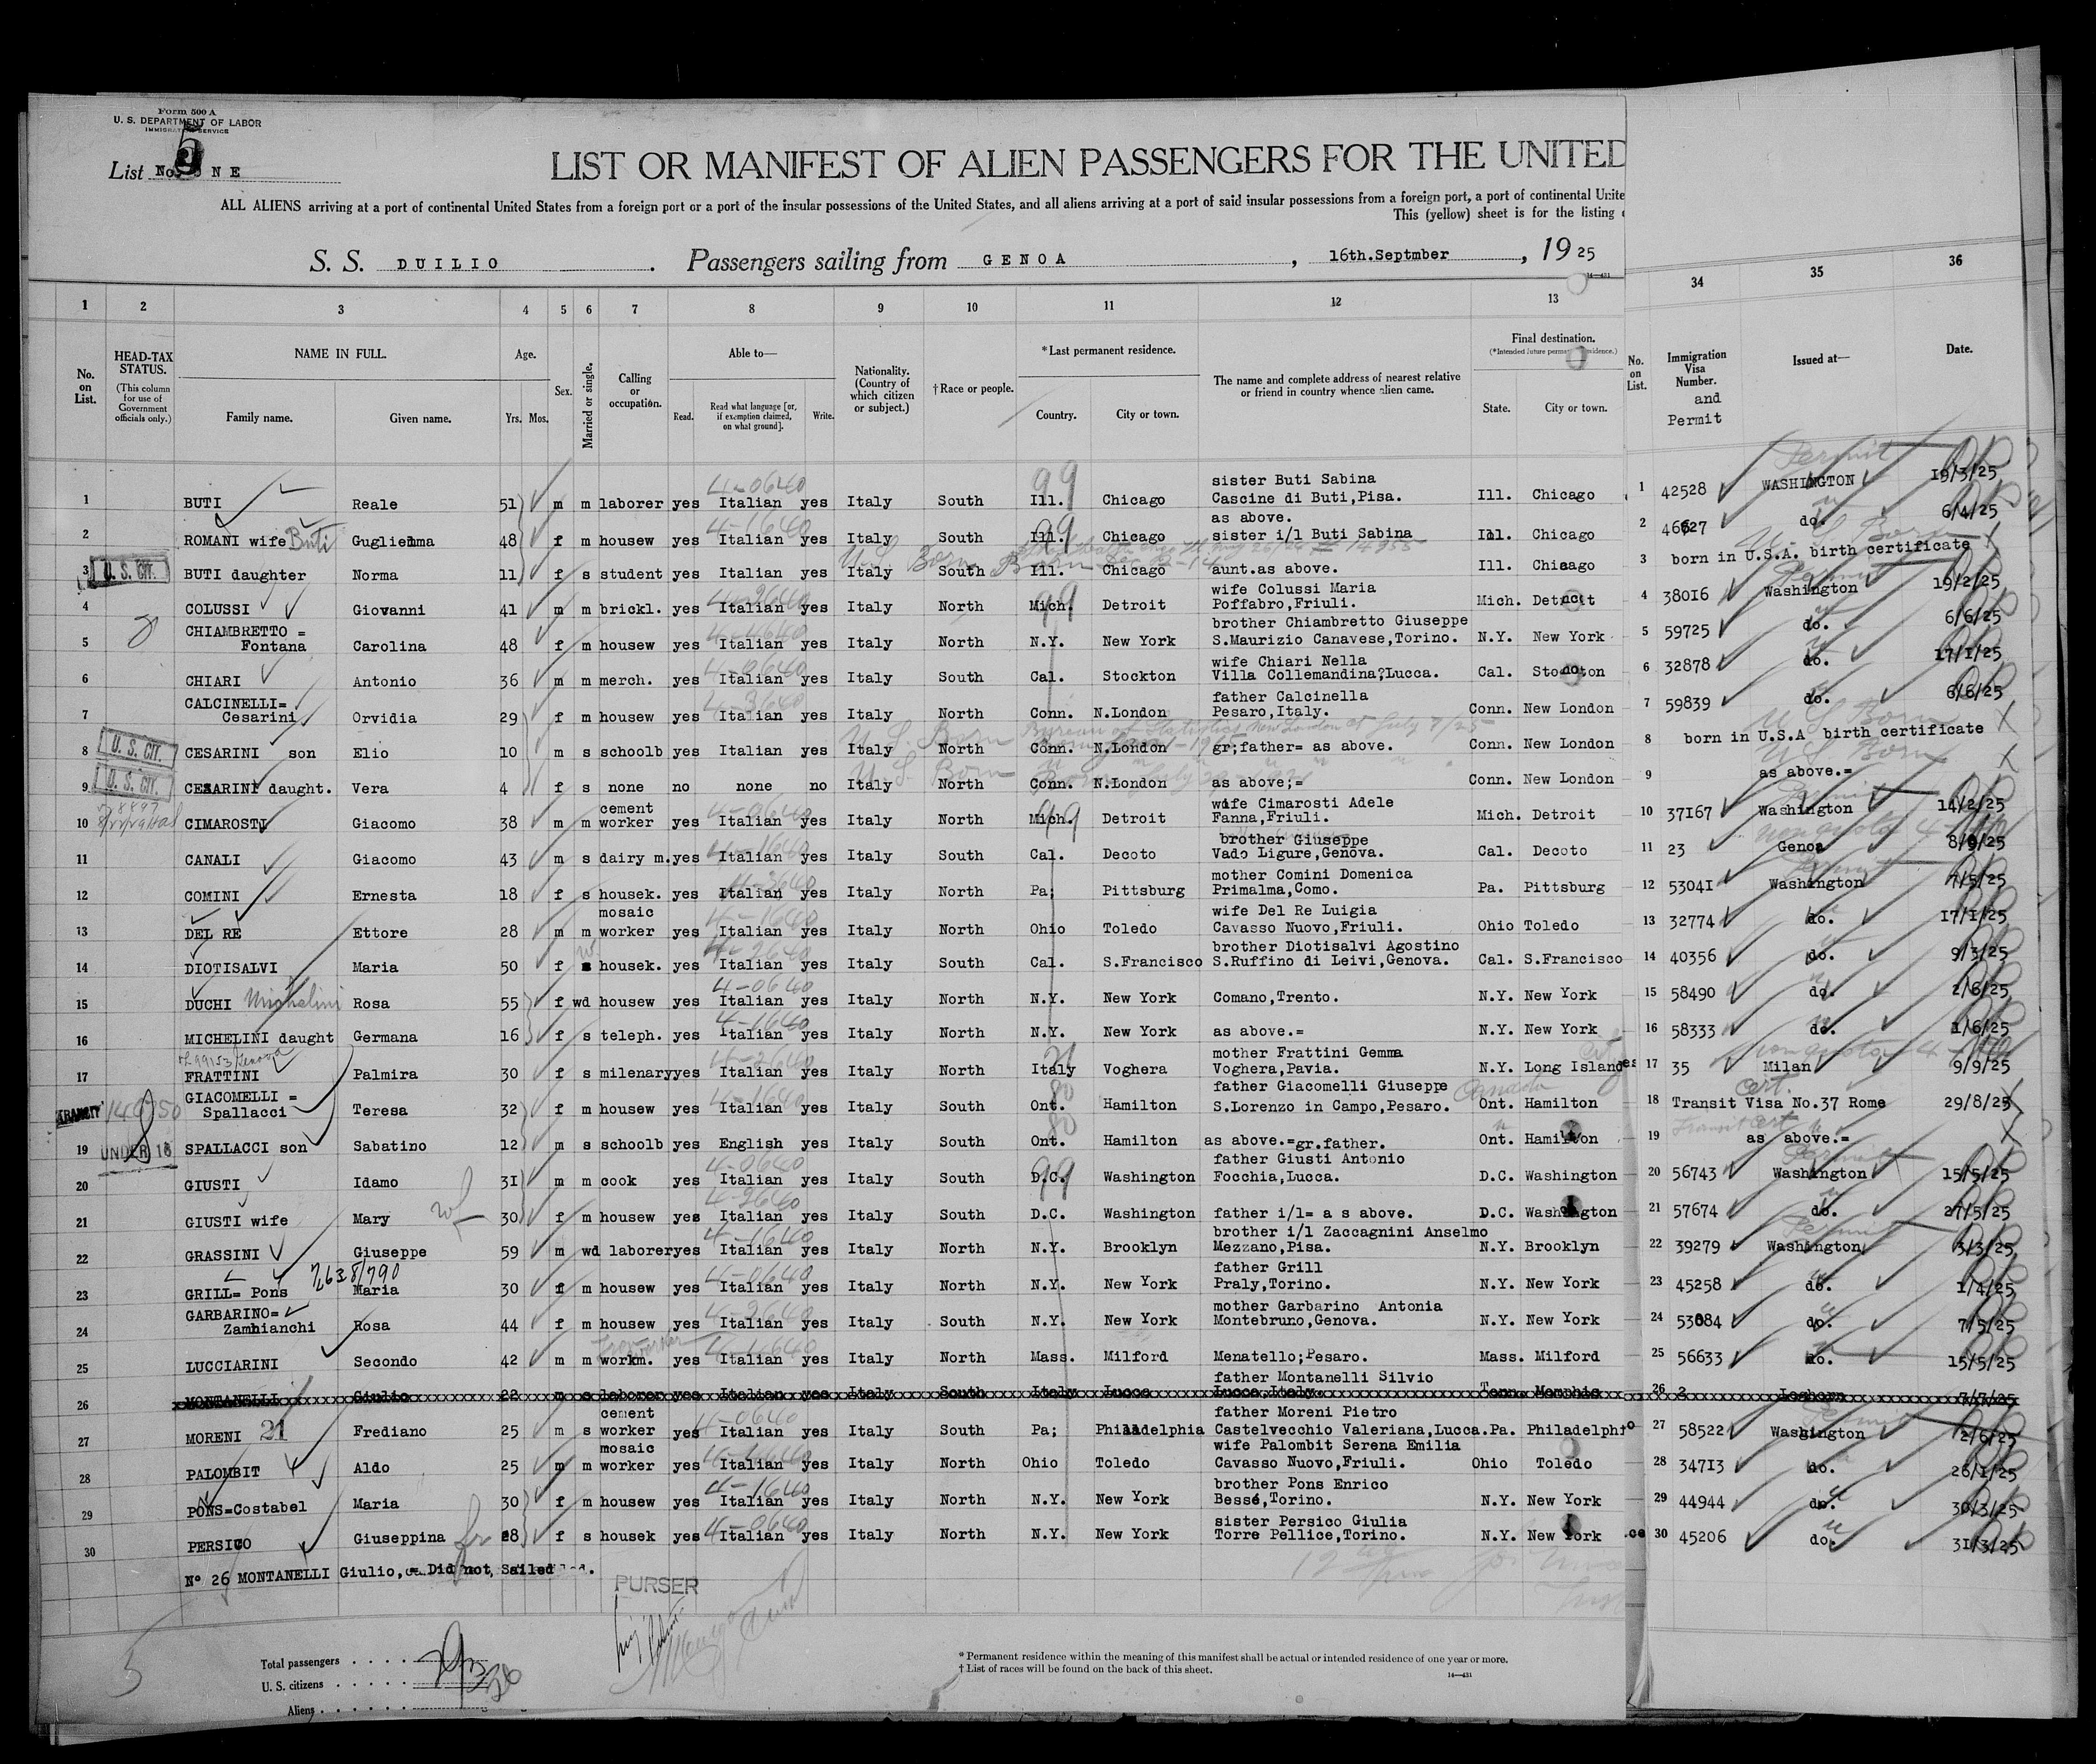 Form 500 A
U. S. DEPARTMENT OF LABOR
IMMIGRATION SERVICE
List No. ONE
5
LIST OR MANIFEST OF ALIEN PASSENGERS FOR THE UNITED
ALL ALIENS arriving at a port of continental United States from a foreign port or a port of the insular possessions of the United States, and all aliens arriving at a port of said insular possessions from a foreign port, a port of continental Unite
This (yellow) sheet is for the listing
S. S. DUILIO. Passengers sailing from GENOA, 16th.Septmber, 1925
1 2 3 4 5 6 7 8 9 10 11 12 13 34 35 36
No. on List. HEAD-TAX STATUS. (This column for use of Government officials only.) NAME IN FULL. Family name. Given name. Age. Yrs. Mos. Sex. Married or single. Calling or occupation. Able to— Read. Read what language [or, if exemption claimed, on what ground]. Write. Nationality. (Country of which citizen or subject.) †Race or people. *Last permanent residence. Country. City or town. The name and complete address of nearest relative or friend in country whence alien came. Final destination. (*Intended future permanent residence.) State. City or town. No. on List. Immigration Visa Number. and Permit Issued at— Date.
1 BUTI Reale 51 m m laborer yes Italian yes Italy South Ill. Chicago sister Buti Sabina Cascine di Buti,Pisa. Ill. Chicago 1 42528 WASHINGTON 19/3/25
2 ROMANI wife Buti Guglielma 48 f m housew yes Italian yes Italy South Ill. Chicago as above. sister i/l Buti Sabina Ill. Chicago 2 46627 do. 6/4/25
3 U. S. CIT. BUTI daughter Norma 11 f s student yes Italian yes Italy South Ill. Chicago aunt.as above. Ill. Chicago 3 born in U.S.A. birth certificate
4 COLUSSI Giovanni 41 m m brickl. yes Italian yes Italy North Mich. Detroit wife Colussi Maria Poffabro,Friuli. Mich. Detroit 4 38016 Washington 19/2/25
5 CHIAMBRETTO = Fontana Carolina 48 f m housew yes Italian yes Italy North N.Y. New York brother Chiambretto Giuseppe S.Maurizio Canavese,Torino. N.Y. New York 5 59725 do. 6/6/25
6 CHIARI Antonio 36 m m merch. yes Italian yes Italy South Cal. Stockton wife Chiari Nella Villa Collemandina?Lucca. Cal. Stockton 6 32878 do. 17/1/25
7 CALCINELLI= Cesarini Orvidia 29 f m housew yes Italian yes Italy North Conn. N.London father Calcinella Pesaro,Italy. Conn. New London 7 59839 do. 6/6/25
8 U. S. CIT. CESARINI son Elio 10 m s schoolb yes Italian yes Italy North Conn. N.London gr;father= as above. Conn. New London 8 born in U.S.A birth certificate
9 U. S. CIT. CESARINI daught. Vera 4 f s none no none no Italy North Conn. N.London as above;= Conn. New London 9 as above.=
10 CIMAROSTI Giacomo 38 m m cement worker yes Italian yes Italy North Mich. Detroit wife Cimarosti Adele Fanna,Friuli. Mich. Detroit 10 37167 Washington 14/2/25
11 CANALI Giacomo 43 m s dairy m. yes Italian yes Italy South Cal. Decoto brother Giuseppe Vado Ligure,Genova. Cal. Decoto 11 23 Genoa 8/9/25
12 COMINI Ernesta 18 f s housek. yes Italian yes Italy North Pa; Pittsburg mother Comini Domenica Primalma,Como. Pa. Pittsburg 12 53041 Washington 7/5/25
13 DEL RE Ettore 28 m m mosaic worker yes Italian yes Italy North Ohio Toledo wife Del Re Luigia Cavasso Nuovo,Friuli. Ohio Toledo 13 32774 do. 17/1/25
14 DIOTISALVI Maria 50 f s housek. yes Italian yes Italy South Cal. S.Francisco brother Diotisalvi Agostino S.Ruffino di Leivi,Genova. Cal. S.Francisco 14 40356 do. 9/3/25
15 DUCHI Michelini Rosa 55 f wd housew yes Italian yes Italy North N.Y. New York Comano,Trento. N.Y. New York 15 58490 do. 2/6/25
16 MICHELINI daught Germana 16 f s teleph. yes Italian yes Italy North N.Y. New York as above.= N.Y. New York 16 58333 do. 1/6/25
17 FRATTINI Palmira 30 f s milenary yes Italian yes Italy North Italy Voghera mother Frattini Gemma Voghera,Pavia. N.Y. Long Island 17 35 Milan 9/9/25
TRANSIT GIACOMELLI = Spallacci Teresa 32 f m housew yes Italian yes Italy South Ont. Hamilton father Giacomelli Giuseppe S.Lorenzo in Campo,Pesaro. Ont. Hamilton 18 Transit Visa No.37 Rome 29/8/25
19 UNDER 16 SPALLACCI son Sabatino 12 m s schoolb yes English yes Italy South Ont. Hamilton as above.=gr.father. Ont. Hamilton 19 as above.=
20 GIUSTI Idamo 31 m m cook yes Italian yes Italy South D.C. Washington father Giusti Antonio Focchia,Lucca. D.C. Washington 20 56743 Washington 15/5/25
21 GIUSTI wife Mary 30 f m housew yes Italian yes Italy South D.C. Washington father i/l= a s above. D.C. Washington 21 57674 do. 27/5/25
22 GRASSINI Giuseppe 59 m wd laborer yes Italian yes Italy North N.Y. Brooklyn brother i/l Zaccagnini Anselmo Mezzano,Pisa. N.Y. Brooklyn 22 39279 Washington 3/3/25
23 GRILL= Pons Maria 30 f m housew yes Italian yes Italy North N.Y. New York father Grill Praly,Torino. N.Y. New York 23 45258 do. 1/4/25
24 GARBARINO= Zambianchi Rosa 44 f m housew yes Italian yes Italy South N.Y. New York mother Garbarino Antonia Montebruno,Genova. N.Y. New York 24 53084 do. 7/5/25
25 LUCCIARINI Secondo 42 m m workm. yes Italian yes Italy North Mass. Milford Menatello;Pesaro. Mass. Milford 25 56633 do. 15/5/25
26 MONTANELLI Giulio 22 m s laborer yes Italian yes Italy South Italy Lucca father Montanelli Silvio Lucca,Italy. Tenn. Memphis 26 2 Leghorn 7/7/25
27 MORENI 21 Frediano 25 m s cement worker yes Italian yes Italy South Pa; Philadelphia father Moreni Pietro Castelvecchio Valeriana,Lucca. Pa. Philadelphi 27 58522 Washington 2/6/25
28 PALOMBIT Aldo 25 m m mosaic worker yes Italian yes Italy North Ohio Toledo wife Palombit Serena Emilia Cavasso Nuovo,Friuli. Ohio Toledo 28 34713 do. 26/1/25
29 PONS=Costabel Maria 30 f m housew yes Italian yes Italy North N.Y. New York brother Pons Enrico Bessé,Torino. N.Y. New York 29 44944 do. 30/3/25
30 PERSICO Giuseppina 28 f s housek yes Italian yes Italy North N.Y. New York sister Persico Giulia Torre Pellice,Torino. N.Y. New York 30 45206 do. 31/3/25
N° 26 MONTANELLI Giulio, = Did not, Sailed
PURSER
Total passengers
U. S. citizens
Aliens
* Permanent residence within the meaning of this manifest shall be actual or intended residence of one year or more.
† List of races will be found on the back of this sheet.
14—431